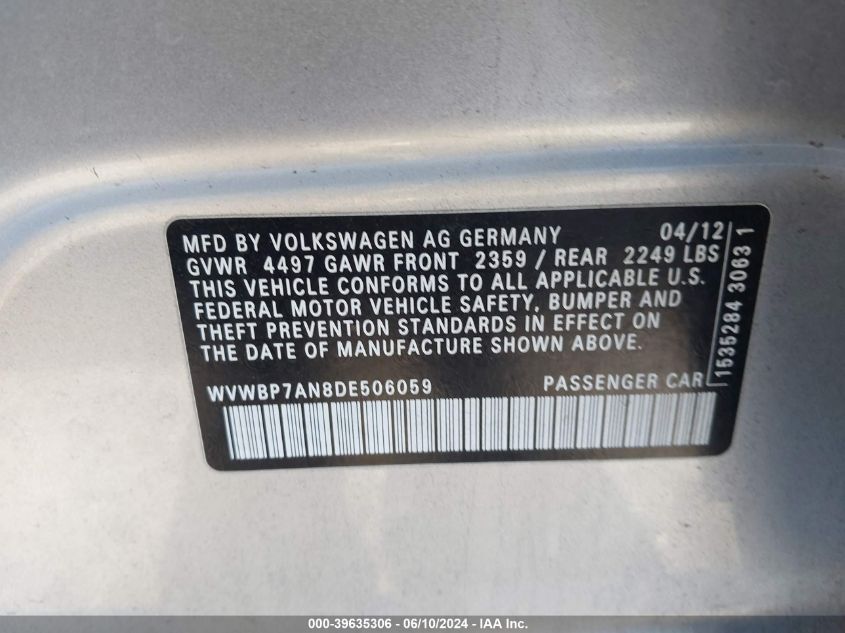 MFD BY VOLKSWAGEN AG GERMANY 04/12
GVWR 4497 GAWR FRONT 2359 / REAR 2249 LBS
THIS VEHICLE CONFORMS TO ALL APPLICABLE U.S.
FEDERAL MOTOR VEHICLE SAFETY, BUMPER AND
THEFT PREVENTION STANDARDS IN EFFECT ON
THE DATE OF MANUFACTURE SHOWN ABOVE.
WVWBP7AN8DE506059 PASSENGER CAR
1535284 3063 1
000-39635306 - 06/10/2024 - IAA Inc.